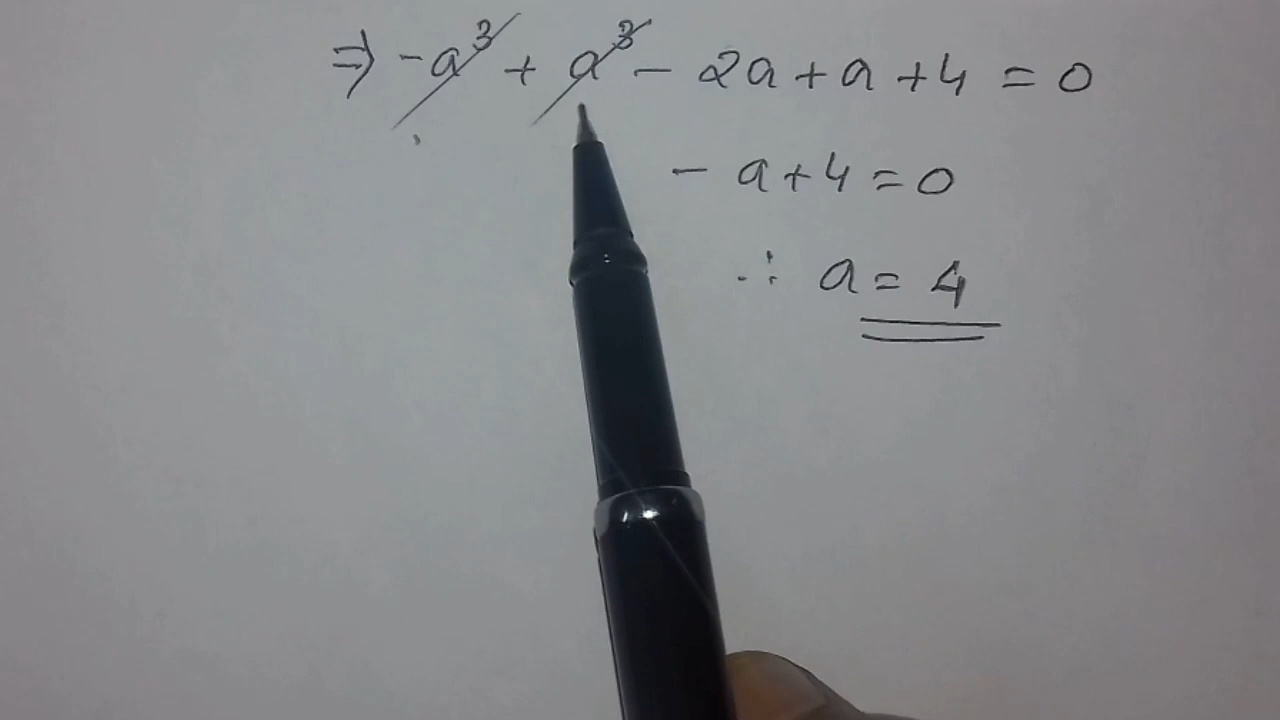 ⇒ -a³ + a³ - 2a + a + 4 = 0
- a + 4 = 0
∴ a = 4